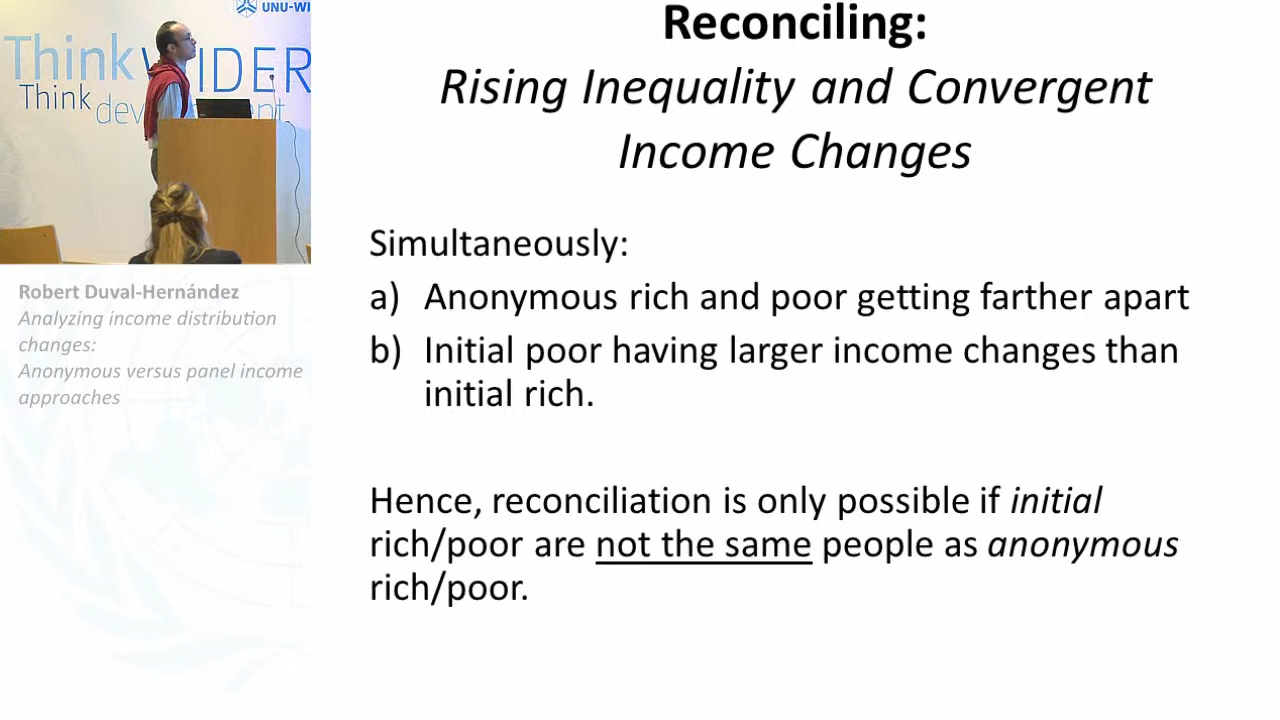 UNU-WI
Think WIDER
Think
development.
Reconciling:
Rising Inequality and Convergent
Income Changes
Simultaneously:
a) Anonymous rich and poor getting farther apart
b) Initial poor having larger income changes than
initial rich.
Hence, reconciliation is only possible if initial
rich/poor are not the same people as anonymous
rich/poor.
Robert Duval-Hernández
Analyzing income distribution
changes:
Anonymous versus panel income
approaches